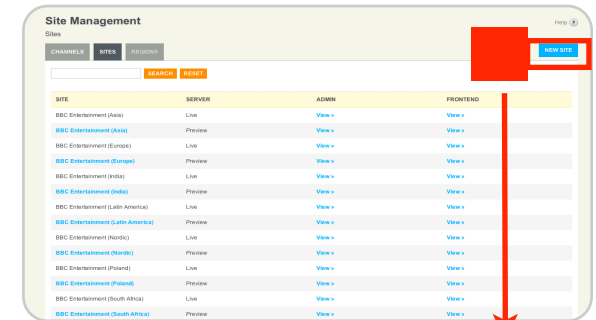 Site Management
Help ?
Sites
CHANNELS SITES REGIONS
NEW SITE
SEARCH RESET
SITE SERVER ADMIN FRONTEND
BBC Entertainment (Asia) Live View » View »
BBC Entertainment (Asia) Preview View » View »
BBC Entertainment (Europe) Live View » View »
BBC Entertainment (Europe) Preview View » View »
BBC Entertainment (India) Live View » View »
BBC Entertainment (India) Preview View » View »
BBC Entertainment (Latin America) Live View » View »
BBC Entertainment (Latin America) Preview View » View »
BBC Entertainment (Nordic) Live View » View »
BBC Entertainment (Nordic) Preview View » View »
BBC Entertainment (Poland) Live View » View »
BBC Entertainment (Poland) Preview View » View »
BBC Entertainment (South Africa) Live View » View »
BBC Entertainment (South Africa) Preview View » View »